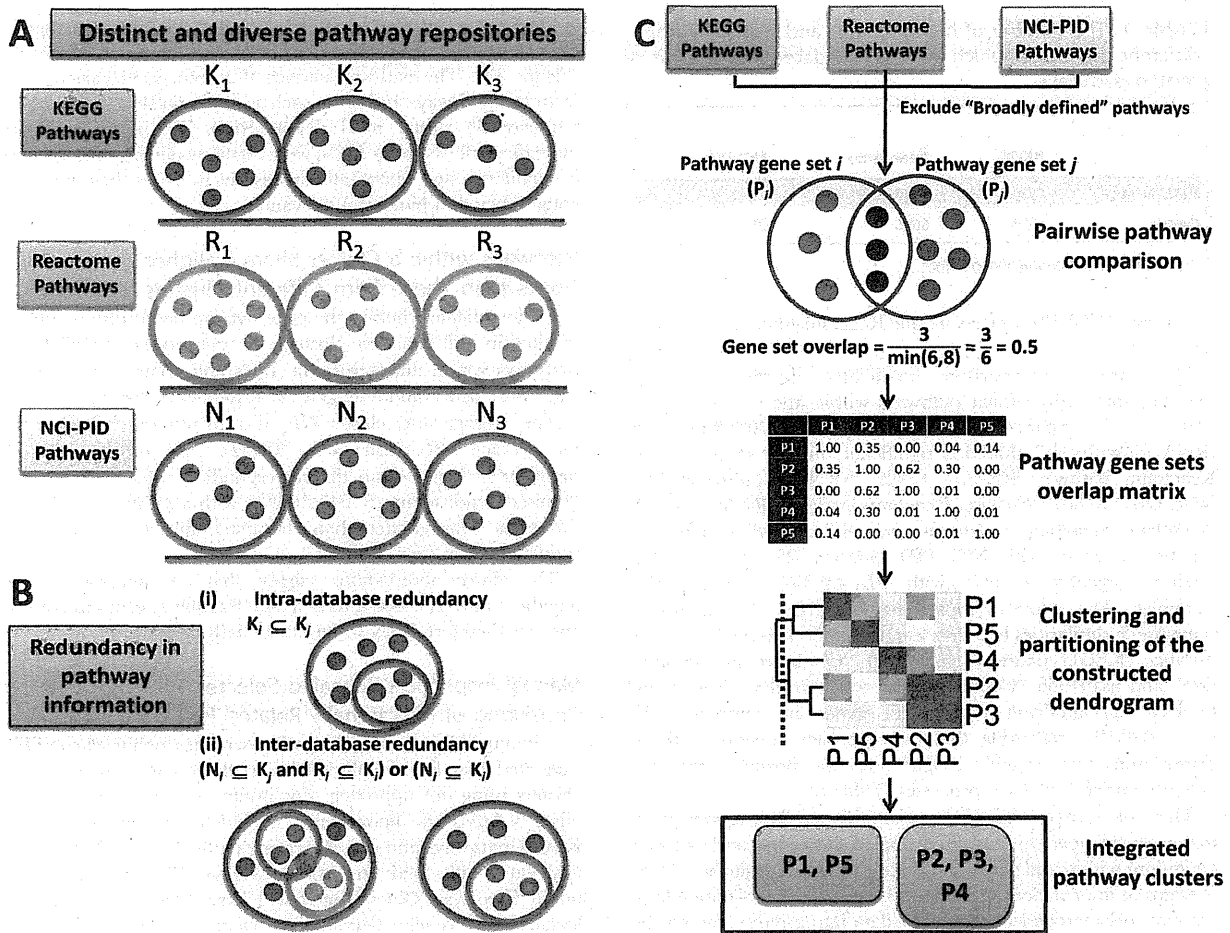 A
Distinct and diverse pathway repositories
KEGG
Pathways
K1
K2
K3
Reactome
Pathways
R1
R2
R3
NCI-PID
Pathways
N1
N2
N3
B
Redundancy in
pathway
information
(i) Intra-database redundancy
Ki ⊆ Kj
(ii) Inter-database redundancy
(Ni ⊆ Kj and Ri ⊆ Ki) or (Ni ⊆ Ki)
C
KEGG
Pathways
Reactome
Pathways
NCI-PID
Pathways
Exclude "Broadly defined" pathways
Pathway gene set i
(Pi)
Pathway gene set j
(Pj)
Pairwise pathway
comparison
Gene set overlap = 3/min(6,8) = 3/6 = 0.5
P1 P2 P3 P4 P5
P1 1.00 0.35 0.00 0.04 0.14
P2 0.35 1.00 0.62 0.30 0.00
P3 0.00 0.62 1.00 0.01 0.00
P4 0.04 0.30 0.01 1.00 0.01
P5 0.14 0.00 0.00 0.01 1.00
Pathway gene sets
overlap matrix
P1
P5
P4
P2
P3
P1 P5 P4 P2 P3
Clustering and
partitioning of the
constructed
dendrogram
P1, P5
P2, P3,
P4
Integrated
pathway clusters